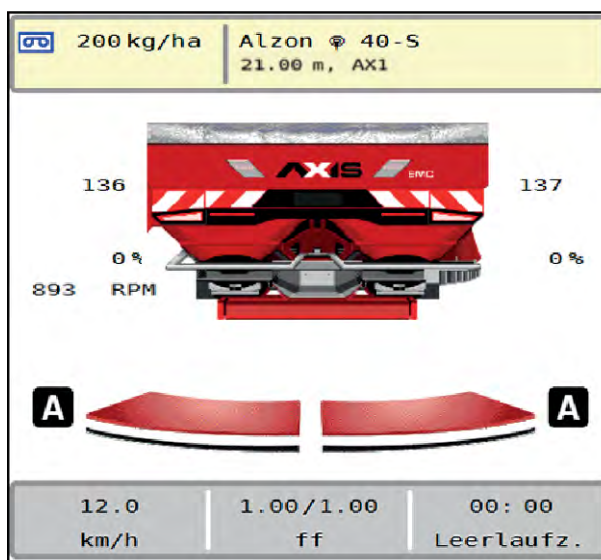 200 kg/ha
Alzon ® 40-S
21.00 m, AX1
AXIS EMC
136
137
0 %
0 %
893 RPM
A
A
12.0
1.00/1.00
00:00
km/h
ff
Leerlaufz.